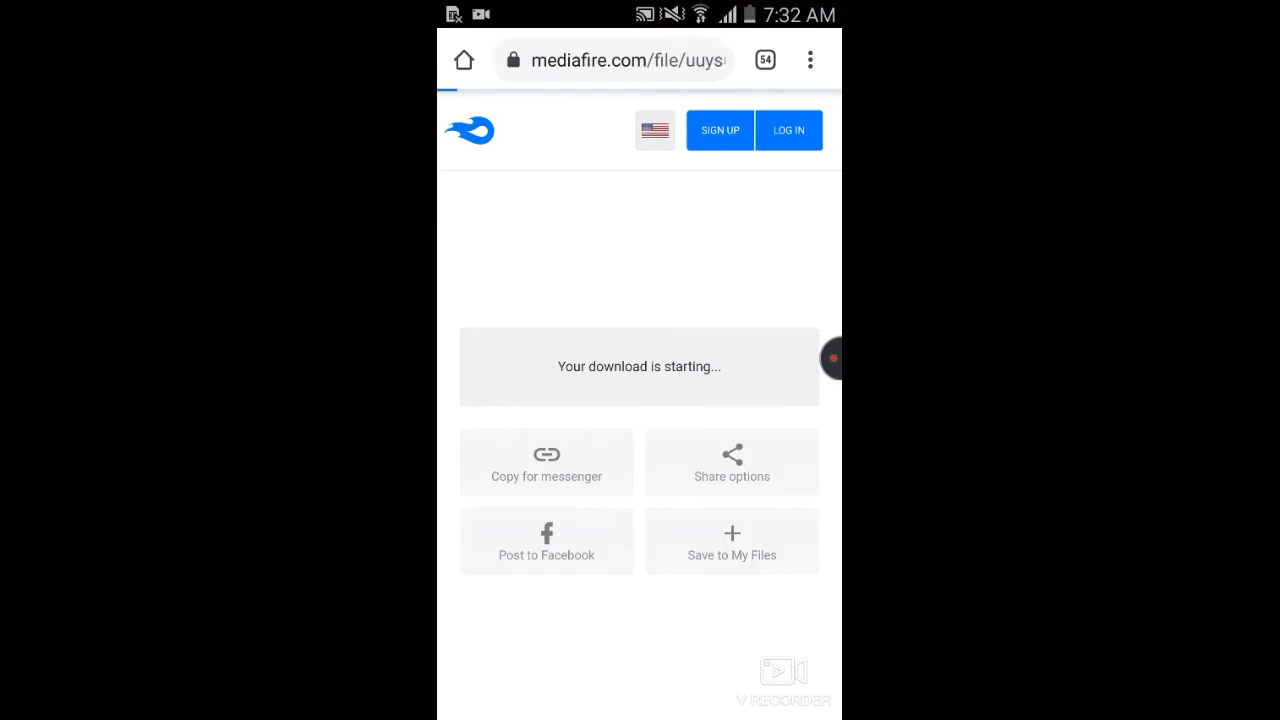 7:32 AM
mediafire.com/file/uuys
54
SIGN UP
LOG IN
Your download is starting...
Copy for messenger
Share options
Post to Facebook
Save to My Files
V RECORDER